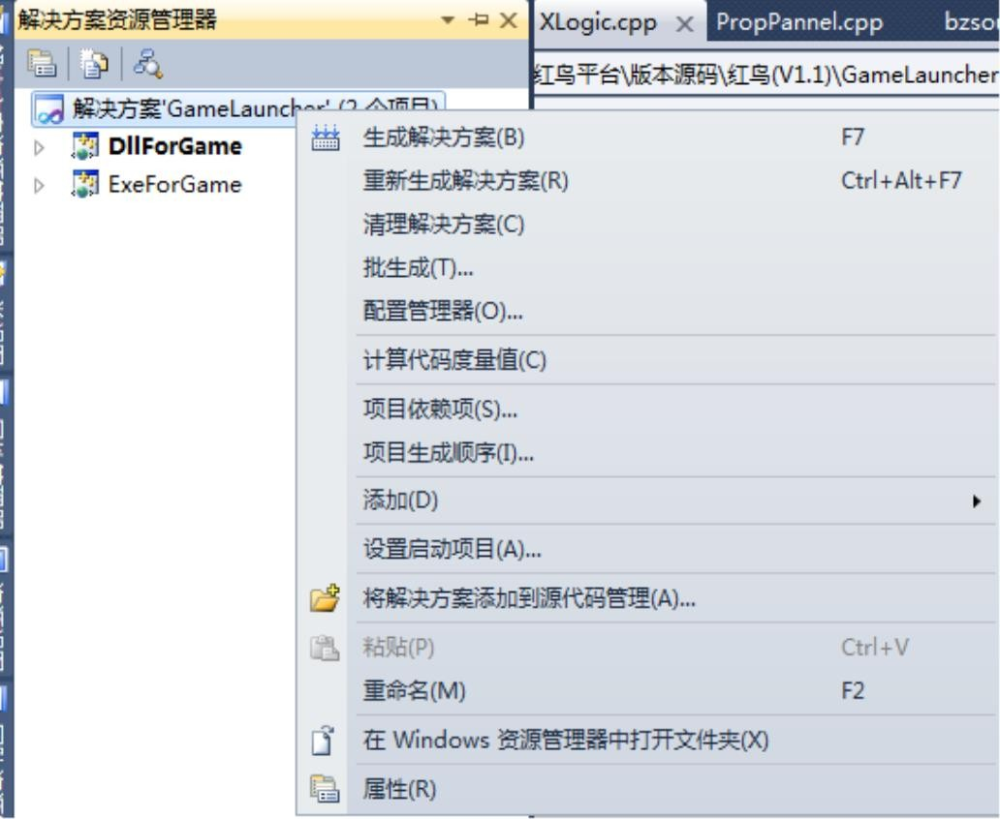 解决方案资源管理器
XLogic.cpp
PropPannel.cpp
红鸟平台\版本源码\红鸟(V1.1)\GameLauncher
解决方案'GameLauncher' (2 个项目)
DllForGame
ExeForGame
生成解决方案(B) F7
重新生成解决方案(R) Ctrl+Alt+F7
清理解决方案(C)
批生成(T)...
配置管理器(O)...
计算代码度量值(C)
项目依赖项(S)...
项目生成顺序(I)...
添加(D)
设置启动项目(A)...
将解决方案添加到源代码管理(A)...
粘贴(P) Ctrl+V
重命名(M) F2
在 Windows 资源管理器中打开文件夹(X)
属性(R)